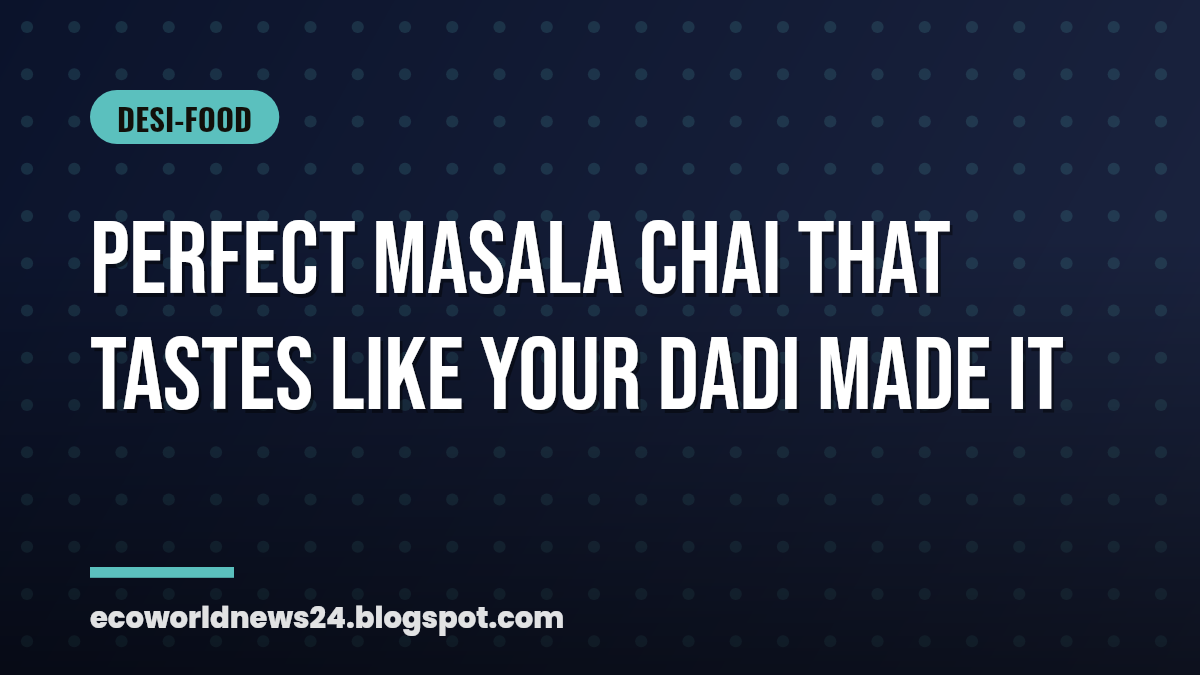 DESI-FOOD
PERFECT MASALA CHAI THAT
TASTES LIKE YOUR DADI MADE IT
ecoworldnews24.blogspot.com